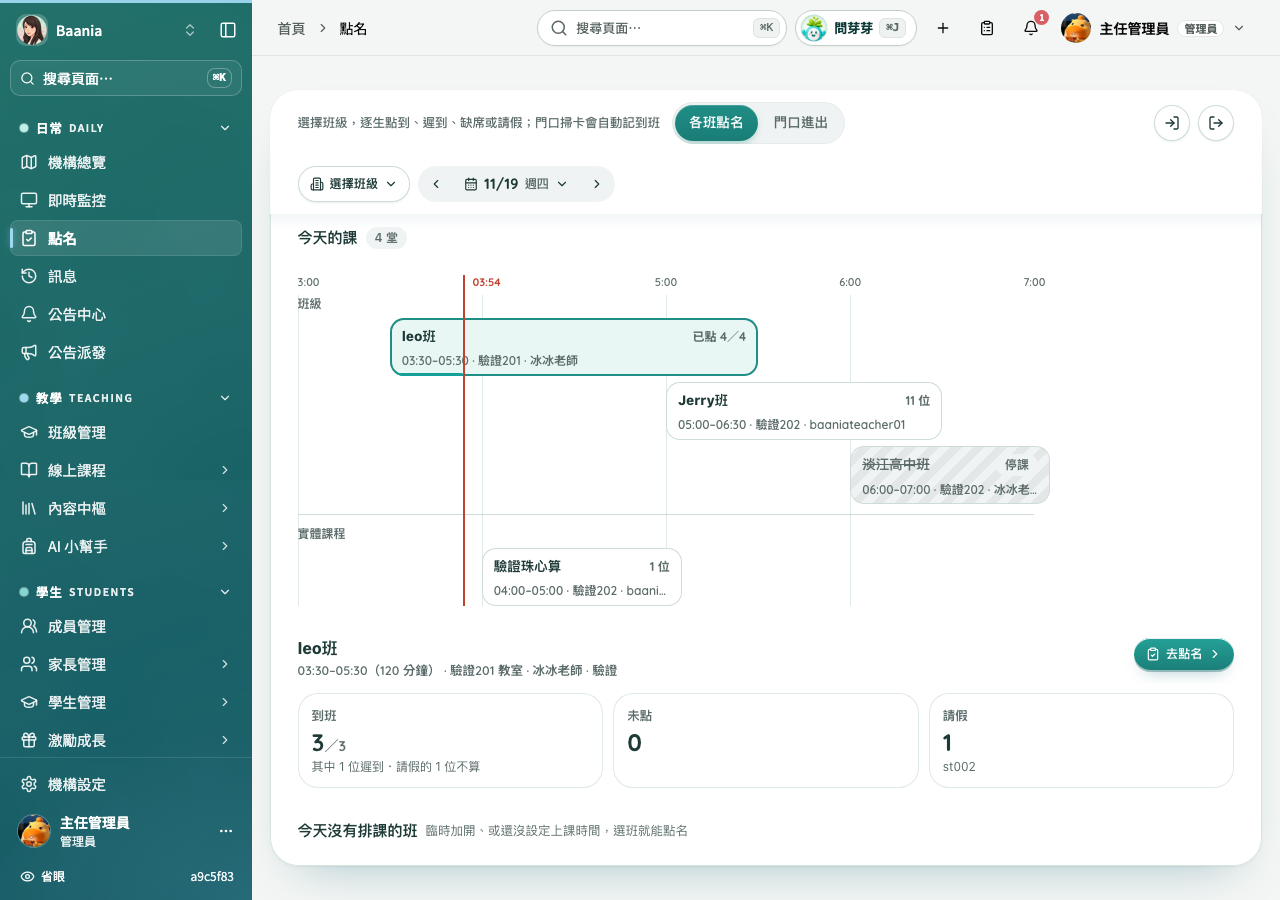 Baania
搜尋頁面… ⌘K
日常 DAILY
機構總覽
即時監控
點名
訊息
公告中心
公告派發
教學 TEACHING
班級管理
線上課程
內容中樞
AI 小幫手
學生 STUDENTS
成員管理
家長管理
學生管理
激勵成長
機構設定
主任管理員
管理員
省眼 a9c5f83
首頁 點名
搜尋頁面… ⌘K
問芽芽 ⌘J
1
主任管理員 管理員
選擇班級，逐生點到、遲到、缺席或請假；門口掃卡會自動記到班
各班點名 門口進出
選擇班級
11/19 週四
今天的課 4 堂
3:00 03:54 5:00 6:00 7:00
班級
leo班 已點 4／4
03:30–05:30 · 驗證201 · 冰冰老師
Jerry班 11 位
05:00–06:30 · 驗證202 · baaniateacher01
淡江高中班 停課
06:00–07:00 · 驗證202 · 冰冰老…
實體課程
驗證珠心算 1 位
04:00–05:00 · 驗證202 · baani…
leo班
03:30–05:30（120 分鐘） · 驗證201 教室 · 冰冰老師 · 驗證
去點名
到班
3／3
其中 1 位遲到 · 請假的 1 位不算
未點
0
請假
1
st002
今天沒有排課的班 臨時加開、或還沒設定上課時間，選班就能點名